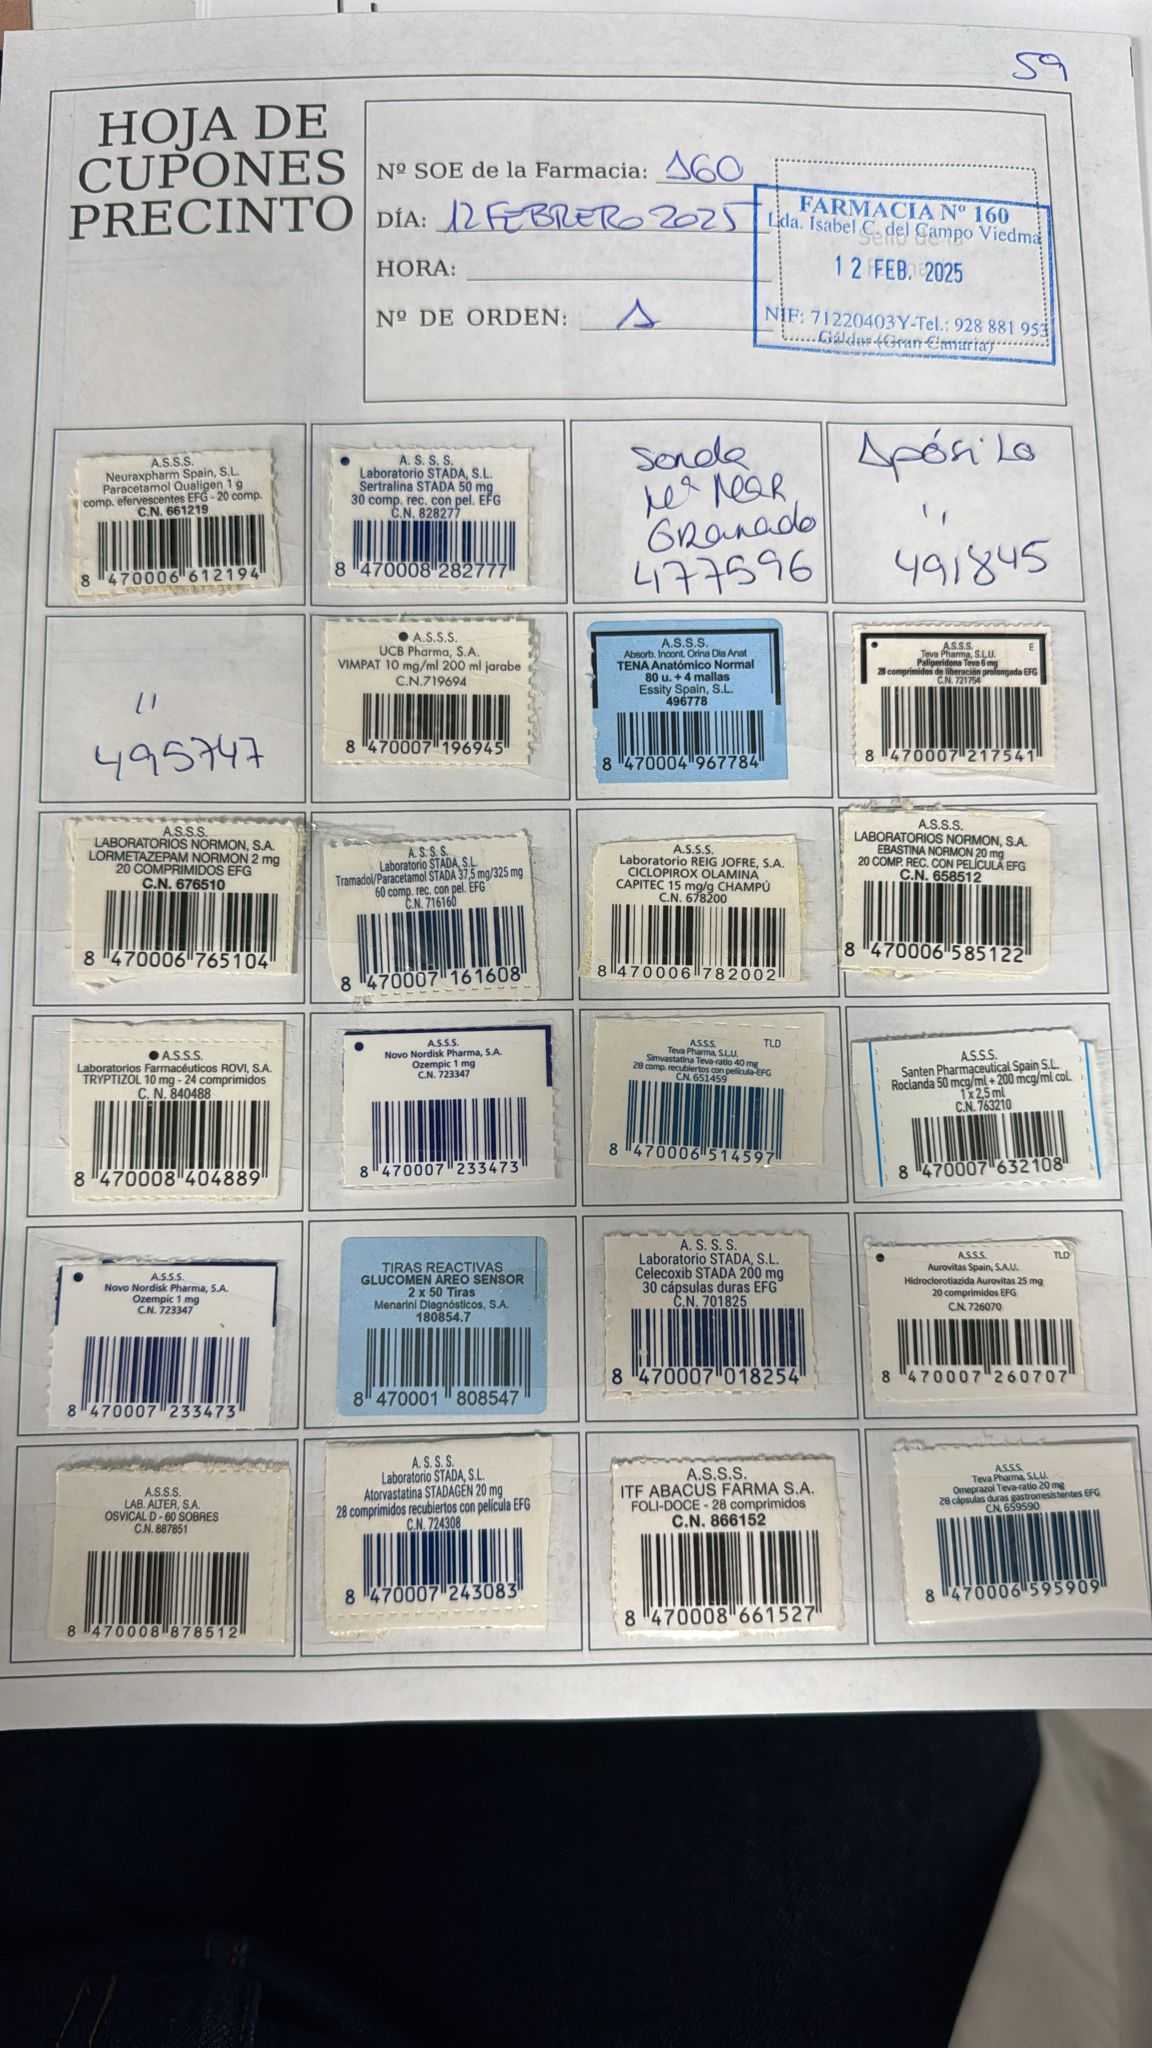 59
HOJA DE
CUPONES
PRECINTO
Nº SOE de la Farmacia: 160
DÍA: 12 FEBRERO 2025
HORA:
Nº DE ORDEN: 1
FARMACIA Nº 160
Lda. Isabel C. del Campo Viedma
12 FEB. 2025
NIF: 71220403Y-Tel.: 928 881 953
Gáldar (Gran Canaria)
A.S.S.S.
Neuraxpharm Spain, S.L.
Paracetamol Qualigen 1 g
comp. efervescentes EFG - 20 comp.
C.N. 661219
8 470006 612194
A. S. S. S.
Laboratorio STADA, S.L.
Sertralina STADA 50 mg
30 comp. rec. con pel. EFG
C.N. 828277
8 470008 282777
Sonda
Mª Mar
Granado
477596
Apósito
"
491845
"
495747
A.S.S.S.
UCB Pharma, S.A.
VIMPAT 10 mg/ml 200 ml jarabe
C.N.719694
8 470007 196945
A.S.S.S.
Absorb. Incont. Orina Dia Anat
TENA Anatómico Normal
80 u. + 4 mallas
Essity Spain, S.L.
496778
8 470004 967784
A.S.S.S. E
Teva Pharma, S.L.U.
Paliperidona Teva 6 mg
28 comprimidos de liberación prolongada EFG
C.N. 721754
8 470007 217541
A.S.S.S.
LABORATORIOS NORMON, S.A.
LORMETAZEPAM NORMON 2 mg
20 COMPRIMIDOS EFG
C.N. 676510
8 470006 765104
A. S. S. S.
Laboratorio STADA, S.L.
Tramadol/Paracetamol STADA 37,5 mg/325 mg
60 comp. rec. con pel. EFG
C.N. 716160
8 470007 161608
A.S.S.S.
Laboratorio REIG JOFRE, S.A.
CICLOPIROX OLAMINA
CAPITEC 15 mg/g CHAMPÚ
C.N. 678200
8 470006 782002
A.S.S.S.
LABORATORIOS NORMON, S.A.
EBASTINA NORMON 20 mg
20 COMP. REC. CON PELÍCULA EFG
C.N. 658512
8 470006 585122
A.S.S.S.
Laboratorios Farmacéuticos ROVI, S.A.
TRYPTIZOL 10 mg - 24 comprimidos
C. N. 840488
8 470008 404889
A.S.S.S.
Novo Nordisk Pharma, S.A.
Ozempic 1 mg
C.N. 723347
8 470007 233473
A.S.S.S. TLD
Teva Pharma, S.L.U.
Simvastatina Teva-ratio 40 mg
28 comp. recubiertos con película-EFG
C.N. 651459
8 470006 514597
A.S.S.S.
Santen Pharmaceutical Spain S.L.
Roclanda 50 mcg/ml + 200 mcg/ml col.
1 x 2,5 ml
C.N. 763210
8 470007 632108
A.S.S.S.
Novo Nordisk Pharma, S.A.
Ozempic 1 mg
C.N. 723347
8 470007 233473
TIRAS REACTIVAS
GLUCOMEN AREO SENSOR
2 x 50 Tiras
Menarini Diagnósticos, S.A.
180854.7
8 470001 808547
A. S. S. S.
Laboratorio STADA, S.L.
Celecoxib STADA 200 mg
30 cápsulas duras EFG
C.N. 701825
8 470007 018254
A.S.S.S. TLD
Aurovitas Spain, S.A.U.
Hidroclorotiazida Aurovitas 25 mg
20 comprimidos EFG
C.N. 726070
8 470007 260707
A.S.S.S.
LAB. ALTER, S.A.
OSVICAL D - 60 SOBRES
C.N. 887851
8 470008 878512
A. S. S. S.
Laboratorio STADA, S.L.
Atorvastatina STADAGEN 20 mg
28 comprimidos recubiertos con película EFG
C.N. 724308
8 470007 243083
A.S.S.S.
ITF ABACUS FARMA S.A.
FOLI-DOCE - 28 comprimidos
C.N. 866152
8 470008 661527
A.S.S.S.
Teva Pharma, S.L.U.
Omeprazol Teva-ratio 20 mg
28 cápsulas duras gastrorresistentes EFG
C.N. 659590
8 470006 595909